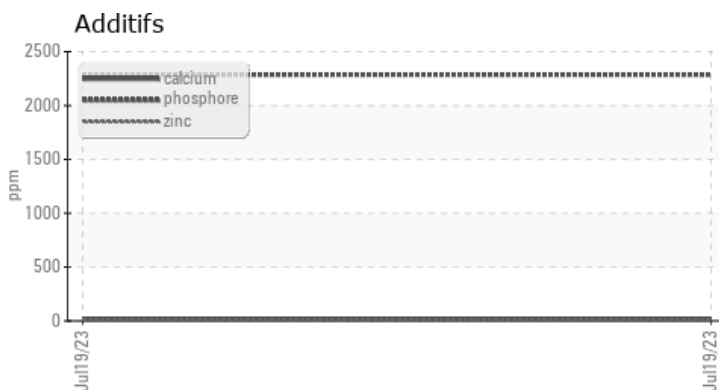 Additifs
2500
calcium
phosphore
2000
zinc
1500
ppm
1000
500
0
Jul19/23
Jul19/23